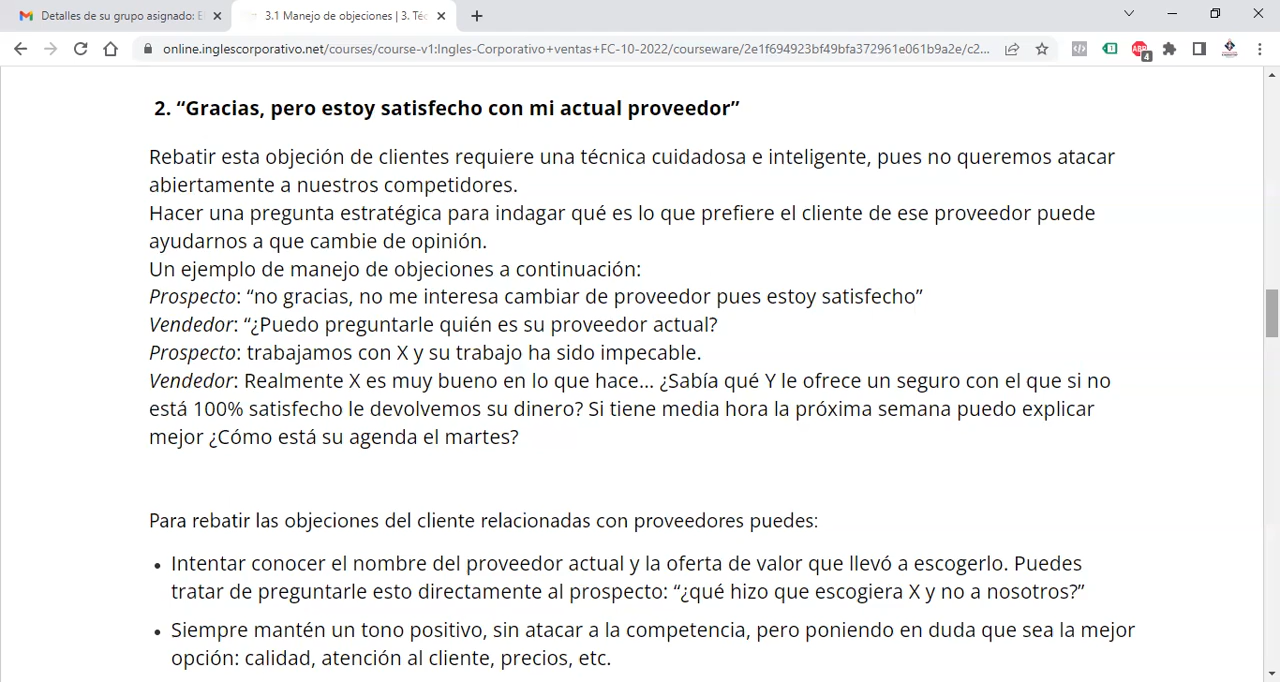 Detalles de su grupo asignado: E
3.1 Manejo de objeciones | 3. Téc
online.inglescorporativo.net/courses/course-v1:Ingles-Corporativo+ventas+FC-10-2022/courseware/2e1f694923bf49bfa372961e061b9a2e/c2...
ABP
4
2. “Gracias, pero estoy satisfecho con mi actual proveedor”
Rebatir esta objeción de clientes requiere una técnica cuidadosa e inteligente, pues no queremos atacar
abiertamente a nuestros competidores.
Hacer una pregunta estratégica para indagar qué es lo que prefiere el cliente de ese proveedor puede
ayudarnos a que cambie de opinión.
Un ejemplo de manejo de objeciones a continuación:
Prospecto: “no gracias, no me interesa cambiar de proveedor pues estoy satisfecho”
Vendedor: “¿Puedo preguntarle quién es su proveedor actual?
Prospecto: trabajamos con X y su trabajo ha sido impecable.
Vendedor: Realmente X es muy bueno en lo que hace... ¿Sabía qué Y le ofrece un seguro con el que si no
está 100% satisfecho le devolvemos su dinero? Si tiene media hora la próxima semana puedo explicar
mejor ¿Cómo está su agenda el martes?
Para rebatir las objeciones del cliente relacionadas con proveedores puedes:
• Intentar conocer el nombre del proveedor actual y la oferta de valor que llevó a escogerlo. Puedes
tratar de preguntarle esto directamente al prospecto: “¿qué hizo que escogiera X y no a nosotros?”
• Siempre mantén un tono positivo, sin atacar a la competencia, pero poniendo en duda que sea la mejor
opción: calidad, atención al cliente, precios, etc.